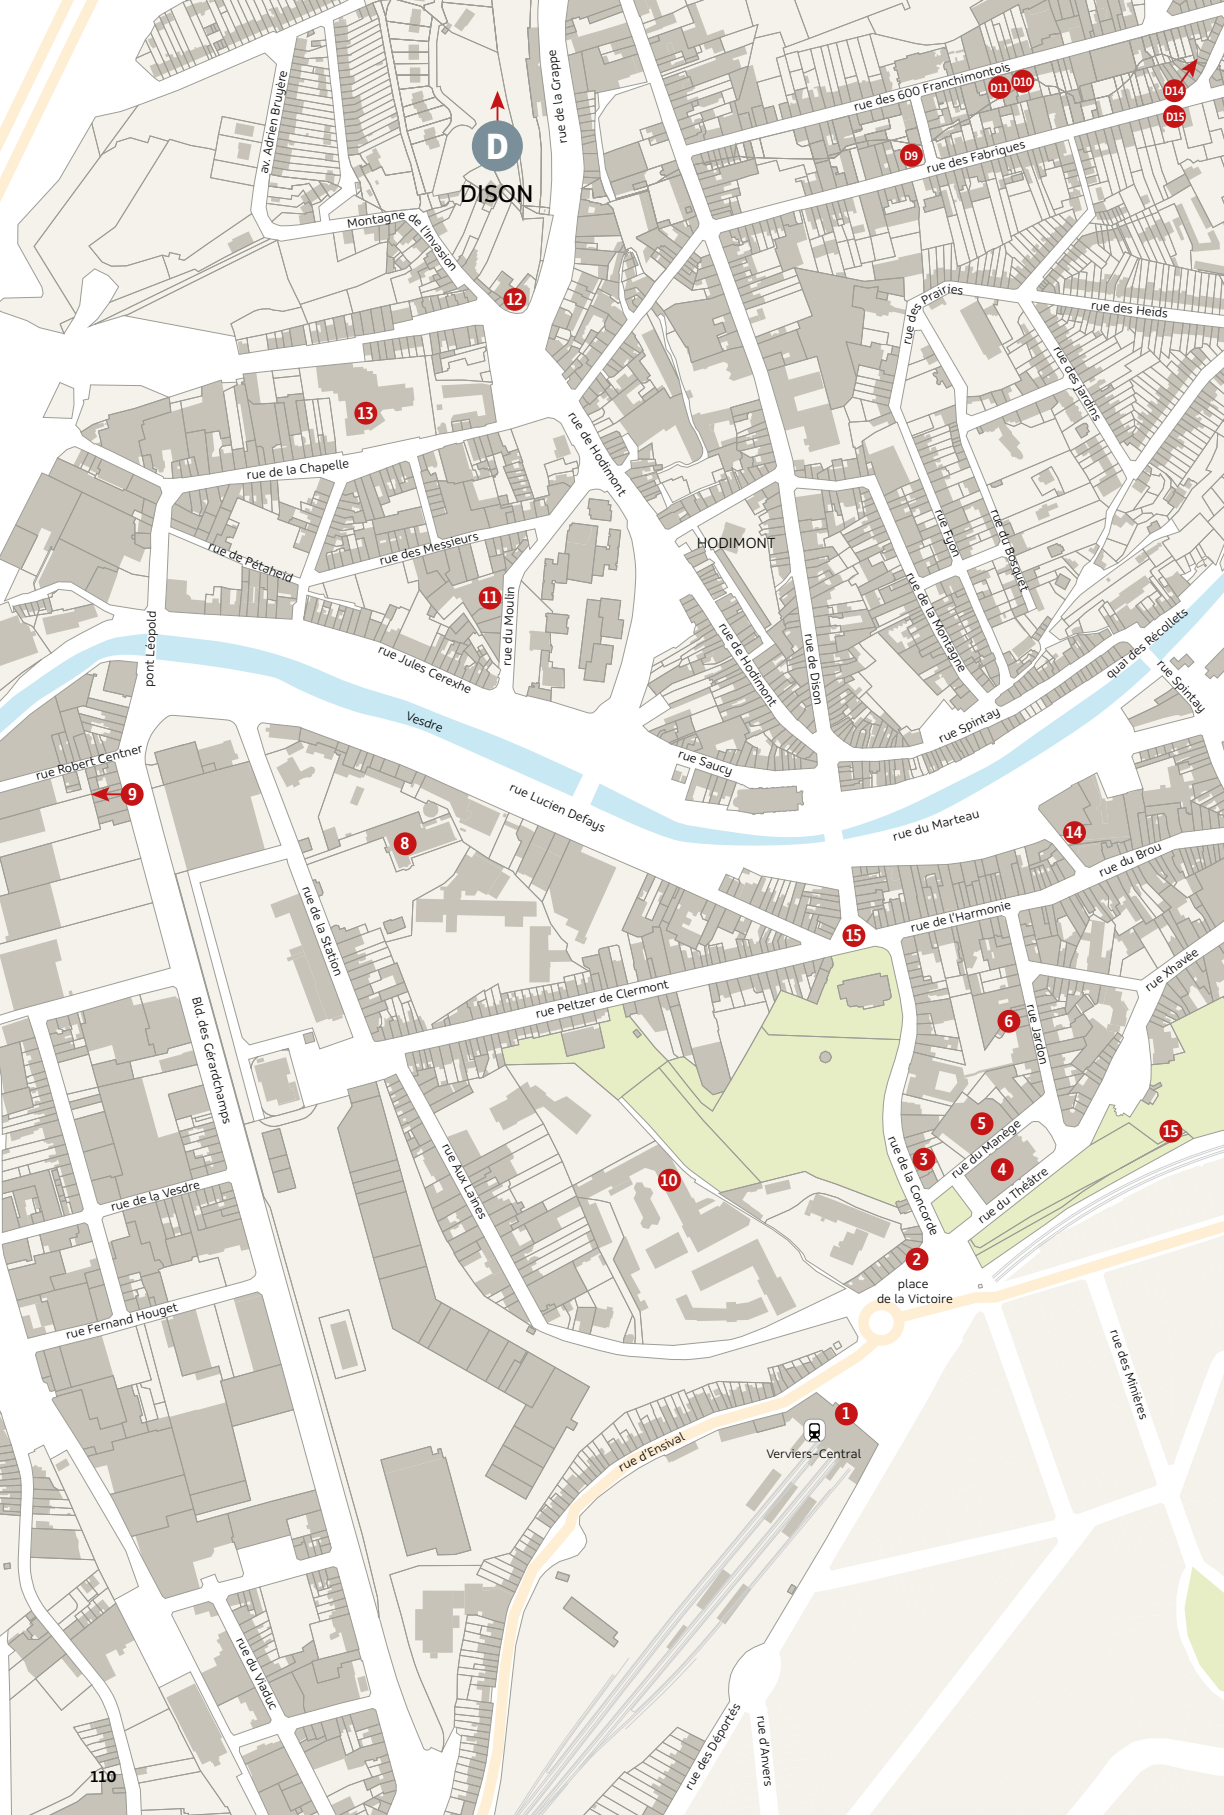 rue de la Grappe
rue des 600 Franchimontois
D11
D10
D14
D15
av. Adrien Bruyère
D
DISON
D9
rue des Fabriques
Montagne de l'Invasion
12
rue des Prairies
rue des Heids
rue des Jardins
13
rue de Hodimont
rue de la Chapelle
HODIMONT
rue Fyon
rue du Bosquet
rue de Pétaheid
rue des Messieurs
11
rue du Moulin
rue de la Montagne
pont Léopold
rue Jules Cerexhe
rue de Hodimont
rue de Dison
quai des Récollets
rue Spintay
Vesdre
rue Spintay
rue Robert Centner
rue Saucy
9
rue Lucien Defays
rue du Marteau
14
8
rue du Brou
rue de la Station
rue de l'Harmonie
15
rue Xhavée
rue Peltzer de Clermont
Bld. des Gérardchamps
6
rue Jardon
5
15
rue Aux Laines
rue de la Concorde
3
rue du Manège
4
10
rue du Théâtre
rue de la Vesdre
2
place
de la Victoire
rue Fernand Houget
rue des Minières
1
rue d'Ensival
Verviers-Central
rue du Viaduc
rue des Déportés
rue d'Anvers
110